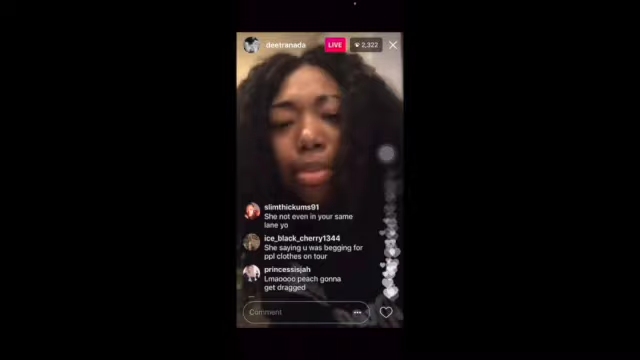 deetranada
LIVE
2,322
slimthickums91
She not even in your same
lane yo
ice_black_cherry1344
She saying u was begging for
ppl clothes on tour
princessisjah
Lmaoooo peach gonna
get dragged
Comment